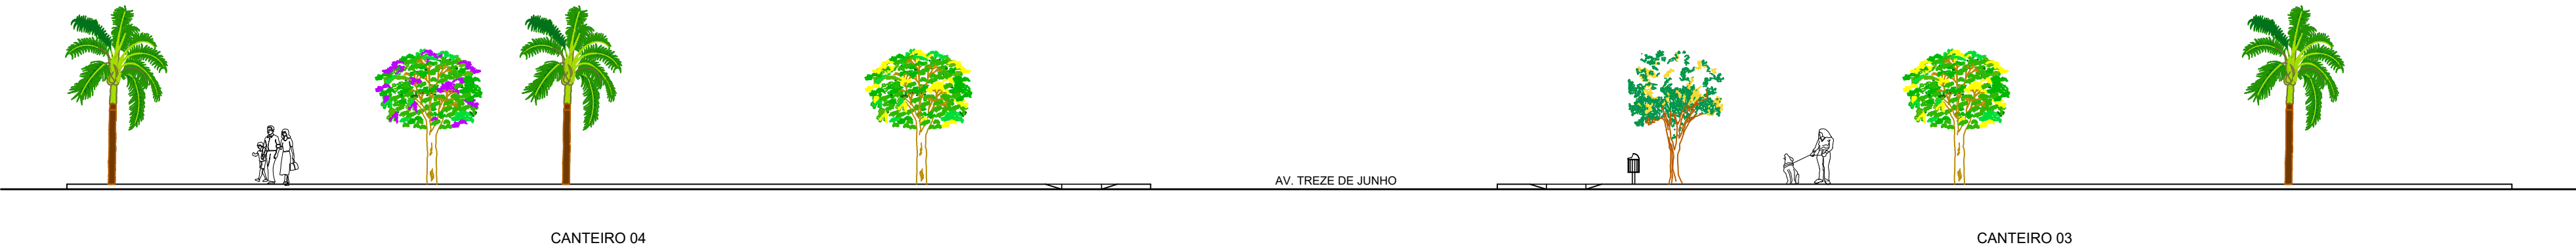 AV. TREZE DE JUNHO
CANTEIRO 04
CANTEIRO 03